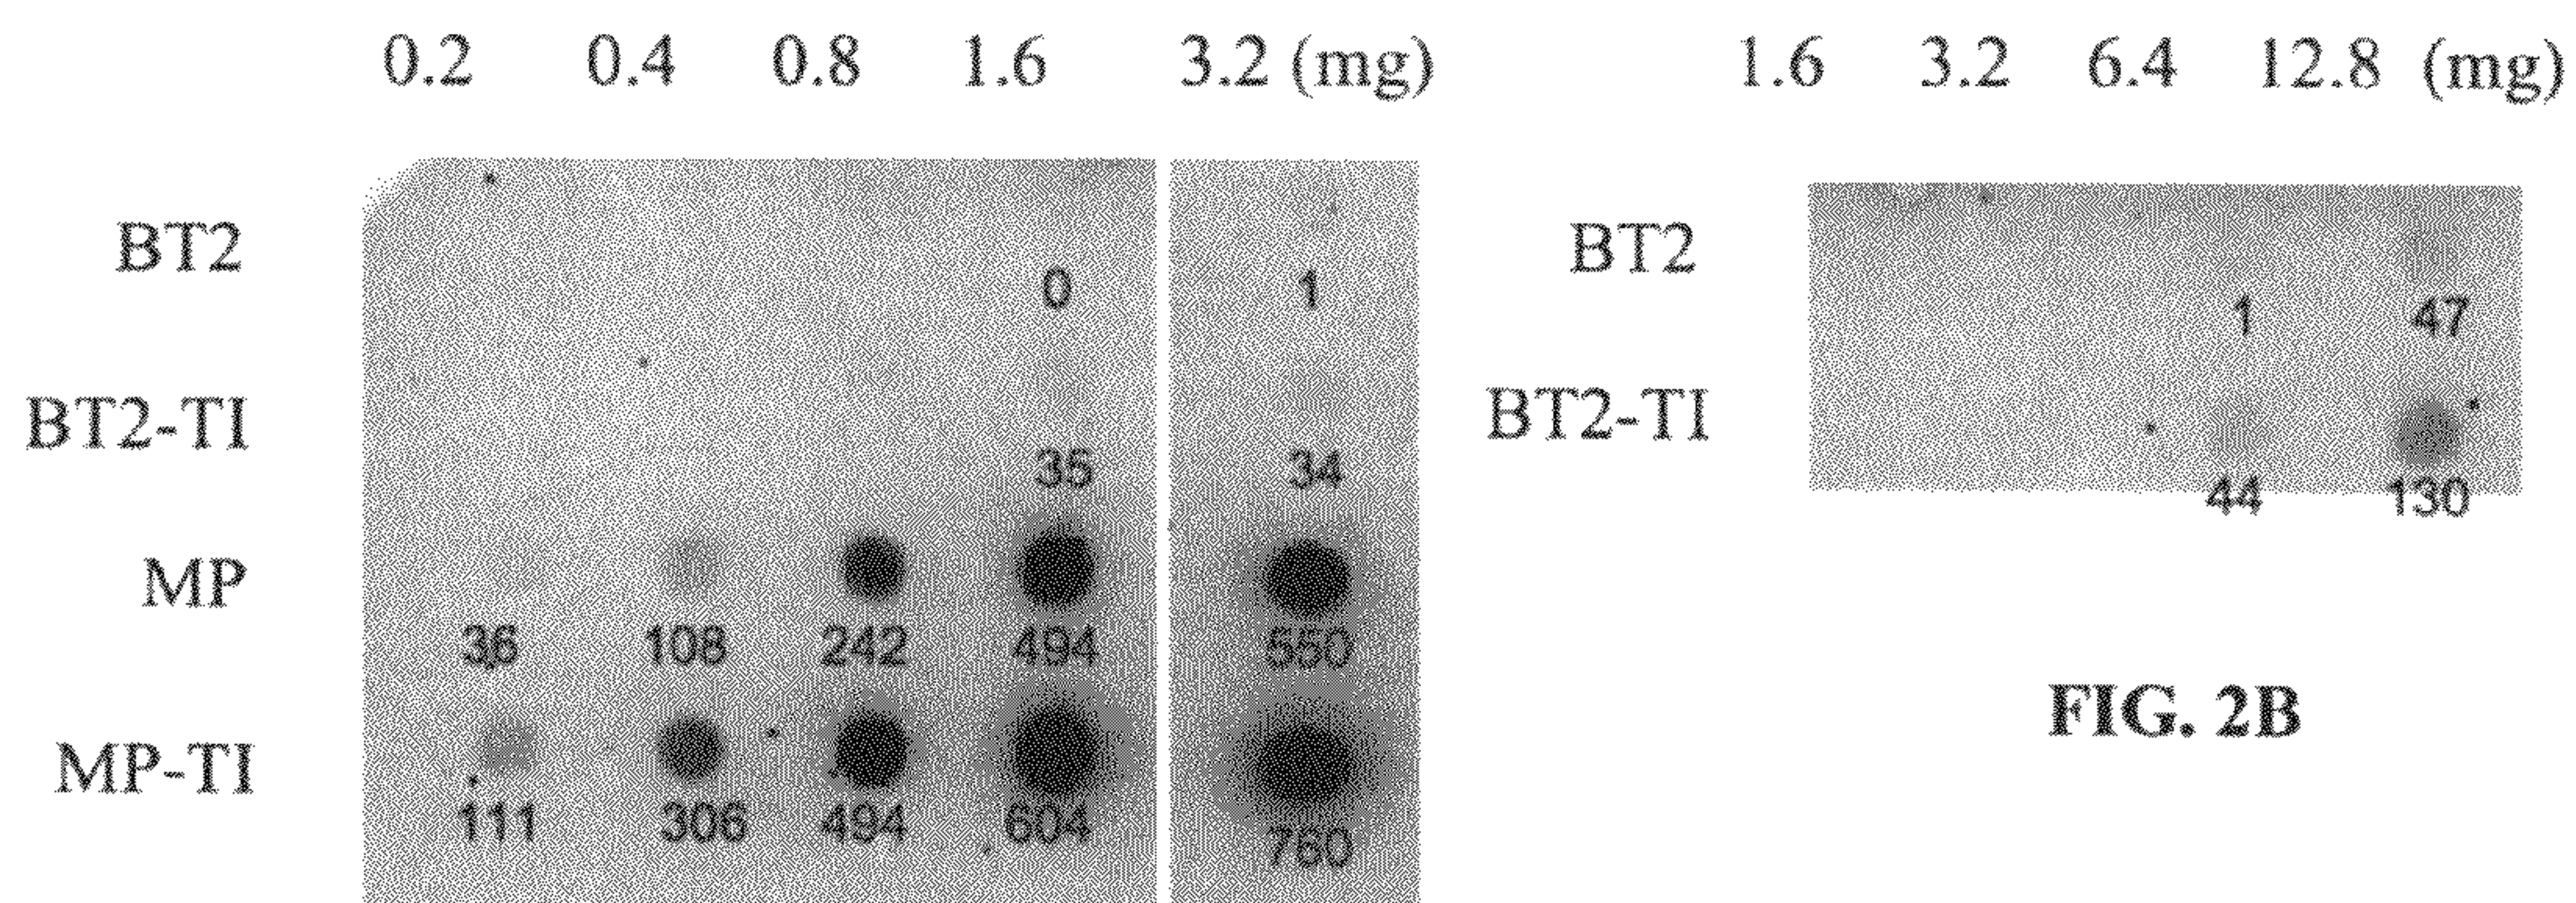 0.2 0.4 0.8 1.6 3.2 (mg) 1.6 3.2 6.4 12.8 (mg)
BT2 BT2
0 1 1 47
BT2-TI BT2-TI
35 34 44 130
MP
36 108 242 494 550
FIG. 2B
MP-TI
111 306 494 604 760